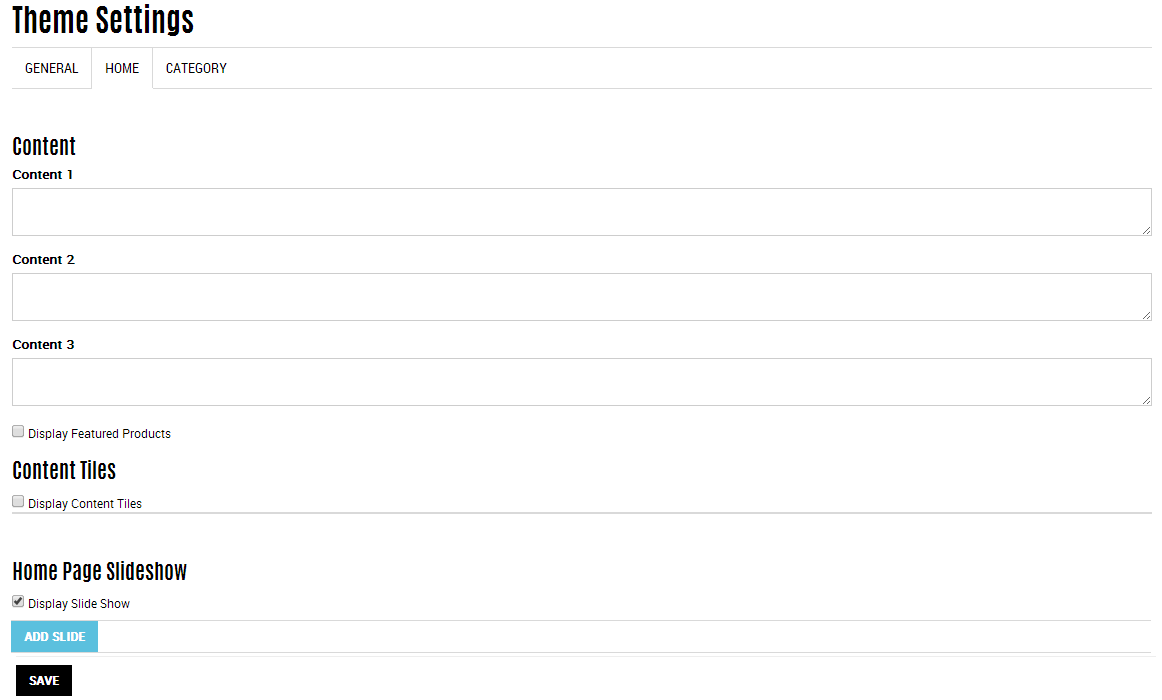 Theme Settings
GENERAL HOME CATEGORY
Content
Content 1
Content 2
Content 3
Display Featured Products
Content Tiles
Display Content Tiles
Home Page Slideshow
Display Slide Show
ADD SLIDE
SAVE